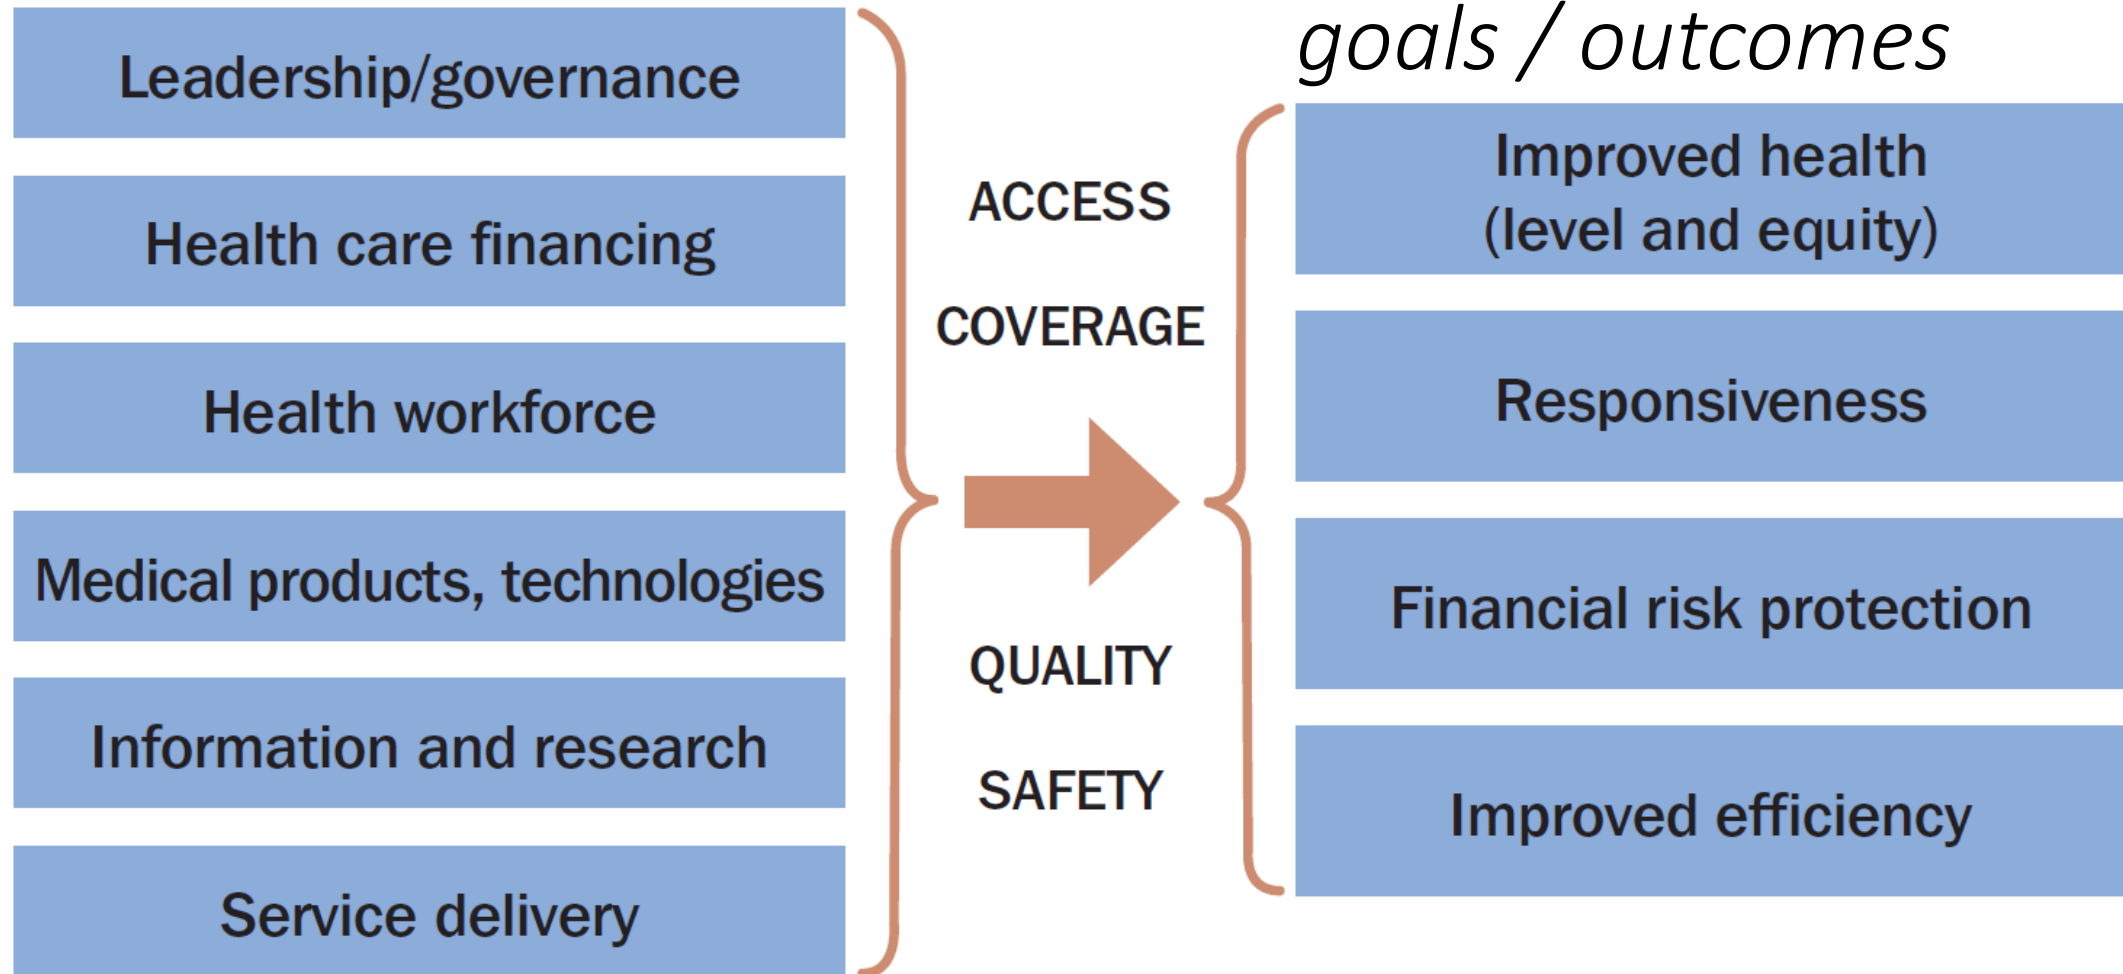 Leadership/governance
Health care financing
Health workforce
Medical products, technologies
Information and research
Service delivery
ACCESS
COVERAGE
QUALITY
SAFETY
goals / outcomes
Improved health
(level and equity)
Responsiveness
Financial risk protection
Improved efficiency